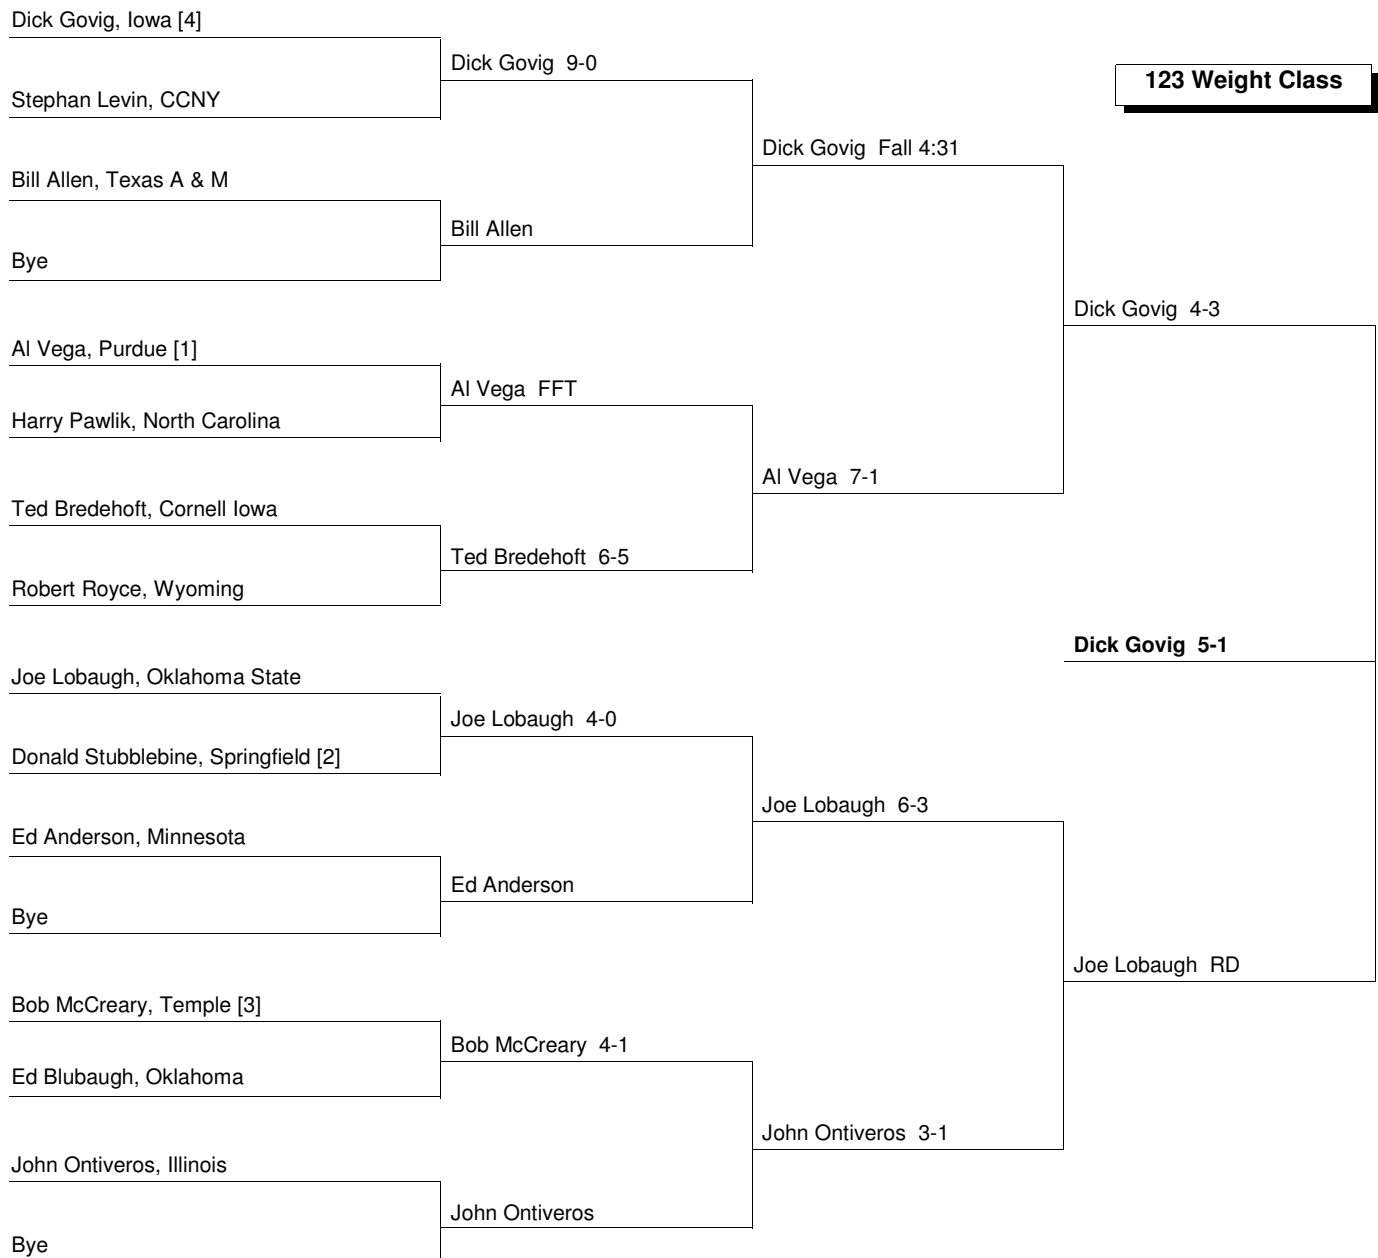 Dick Govig, Iowa [4]
Dick Govig 9-0
123 Weight Class
Stephan Levin, CCNY
Dick Govig Fall 4:31
Bill Allen, Texas A & M
Bill Allen
Bye
Dick Govig 4-3
Al Vega, Purdue [1]
Al Vega FFT
Harry Pawlik, North Carolina
Al Vega 7-1
Ted Bredehoft, Cornell Iowa
Ted Bredehoft 6-5
Robert Royce, Wyoming
Dick Govig 5-1
Joe Lobaugh, Oklahoma State
Joe Lobaugh 4-0
Donald Stubblebine, Springfield [2]
Joe Lobaugh 6-3
Ed Anderson, Minnesota
Ed Anderson
Bye
Joe Lobaugh RD
Bob McCreary, Temple [3]
Bob McCreary 4-1
Ed Blubaugh, Oklahoma
John Ontiveros 3-1
John Ontiveros, Illinois
John Ontiveros
Bye